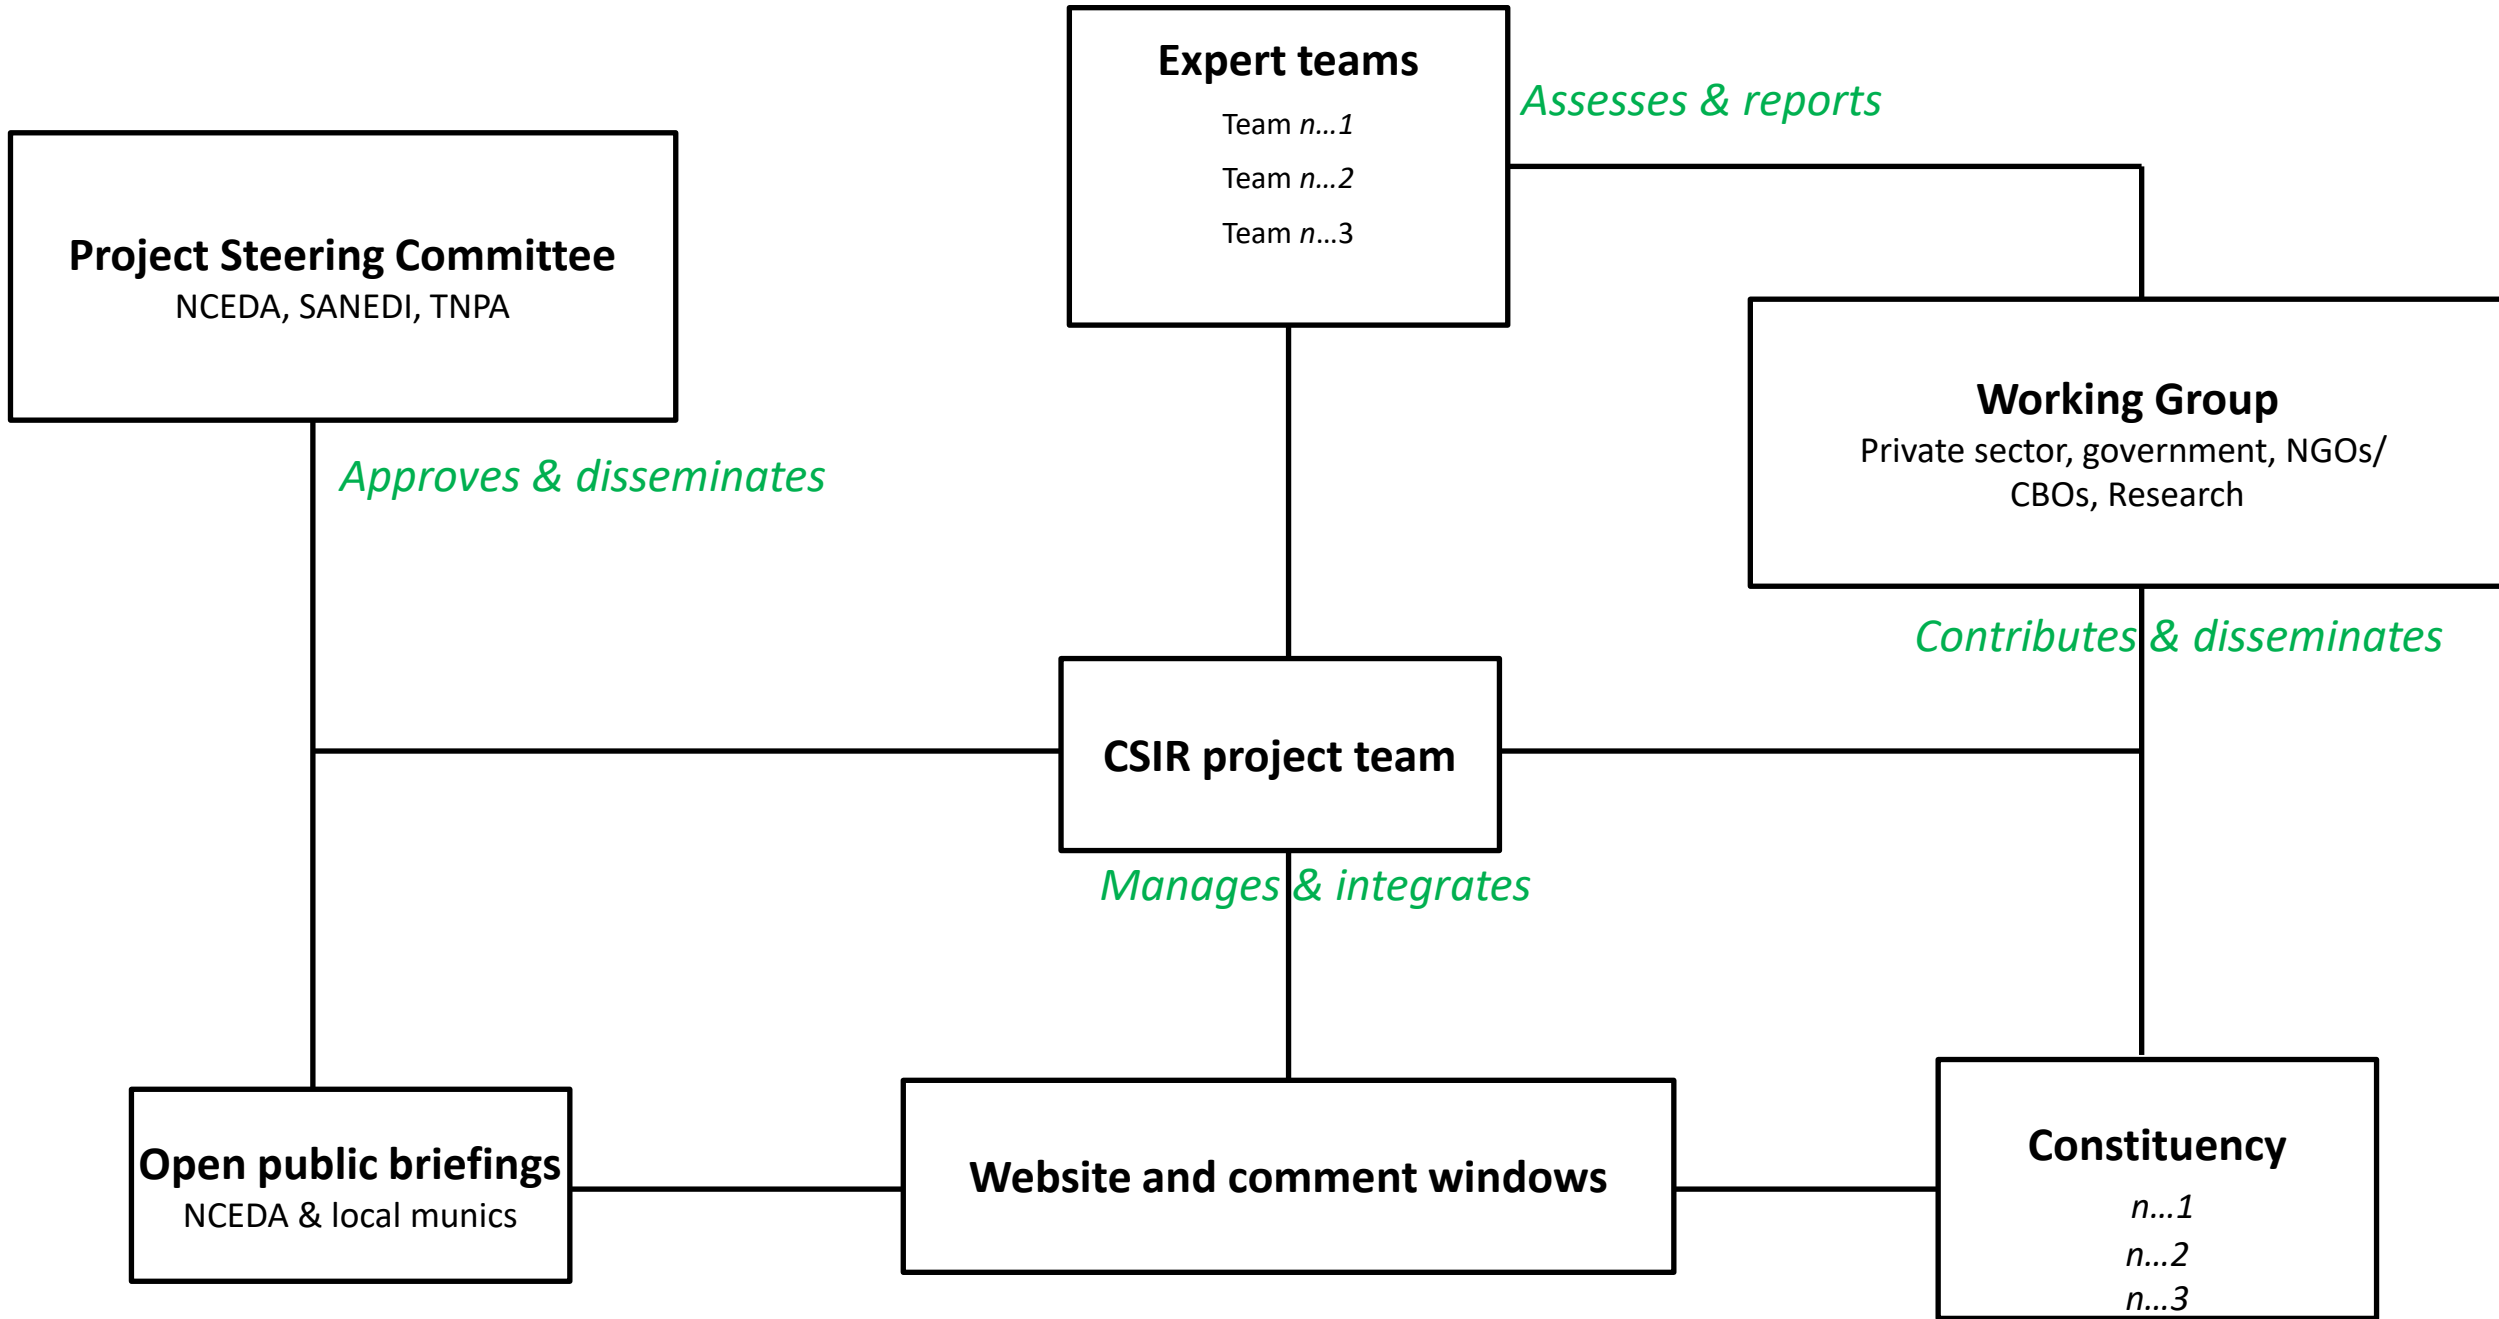 Expert teams
Team n...1
Team n...2
Team n...3
Assesses & reports
Project Steering Committee
NCEDA, SANEDI, TNPA
Approves & disseminates
Working Group
Private sector, government, NGOs/
CBOs, Research
Contributes & disseminates
CSIR project team
Manages & integrates
Open public briefings
NCEDA & local munics
Website and comment windows
Constituency
n...1
n...2
n...3